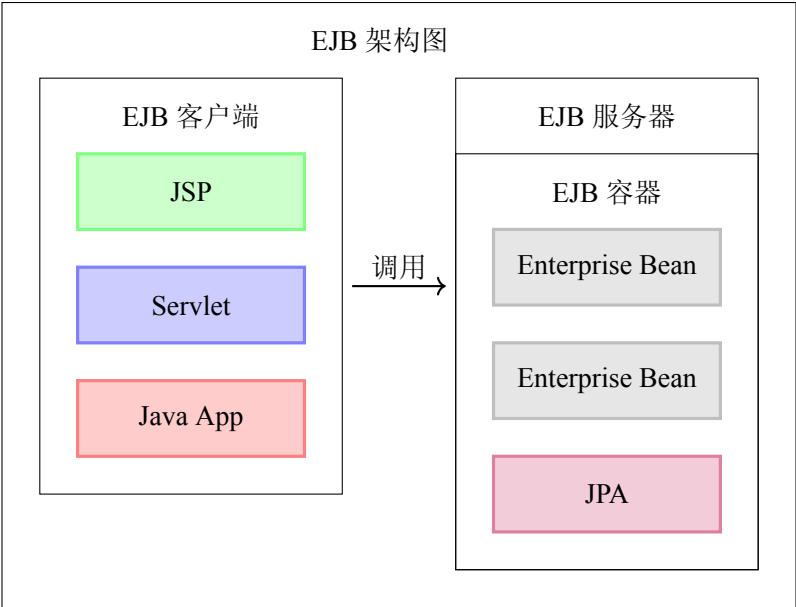 EJB 架构图
EJB 客户端
JSP
Servlet
Java App
调用
EJB 服务器
EJB 容器
Enterprise Bean
Enterprise Bean
JPA